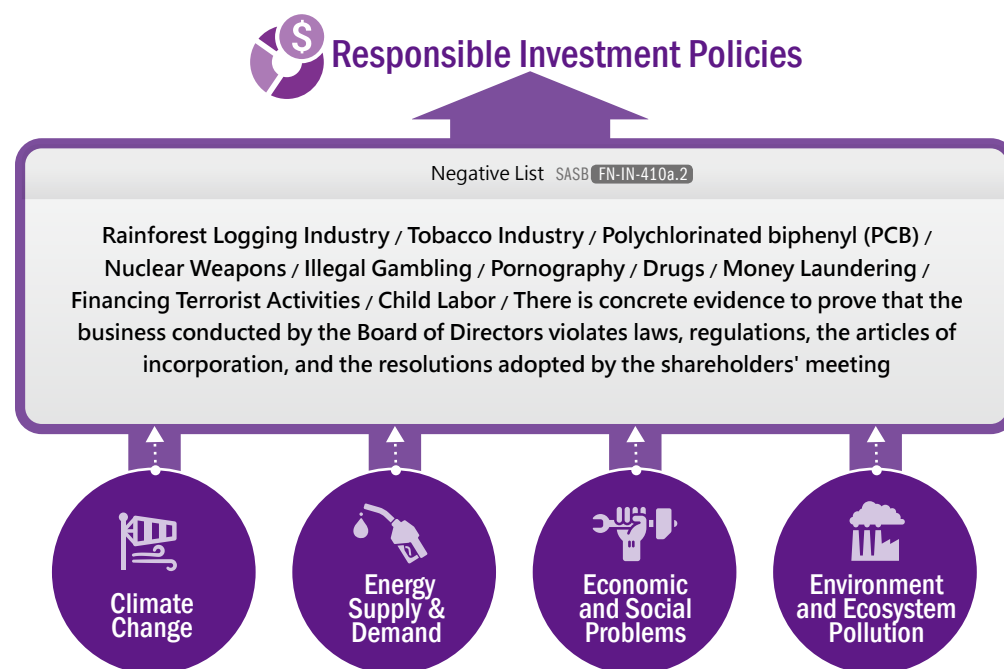 $
Responsible Investment Policies
Negative List SASB FN-IN-410a.2
Rainforest Logging Industry / Tobacco Industry / Polychlorinated biphenyl (PCB) /
Nuclear Weapons / Illegal Gambling / Pornography / Drugs / Money Laundering /
Financing Terrorist Activities / Child Labor / There is concrete evidence to prove that the
business conducted by the Board of Directors violates laws, regulations, the articles of
incorporation, and the resolutions adopted by the shareholders' meeting
Climate
Change
Energy
Supply &
Demand
Economic
and Social
Problems
Environment
and Ecosystem
Pollution